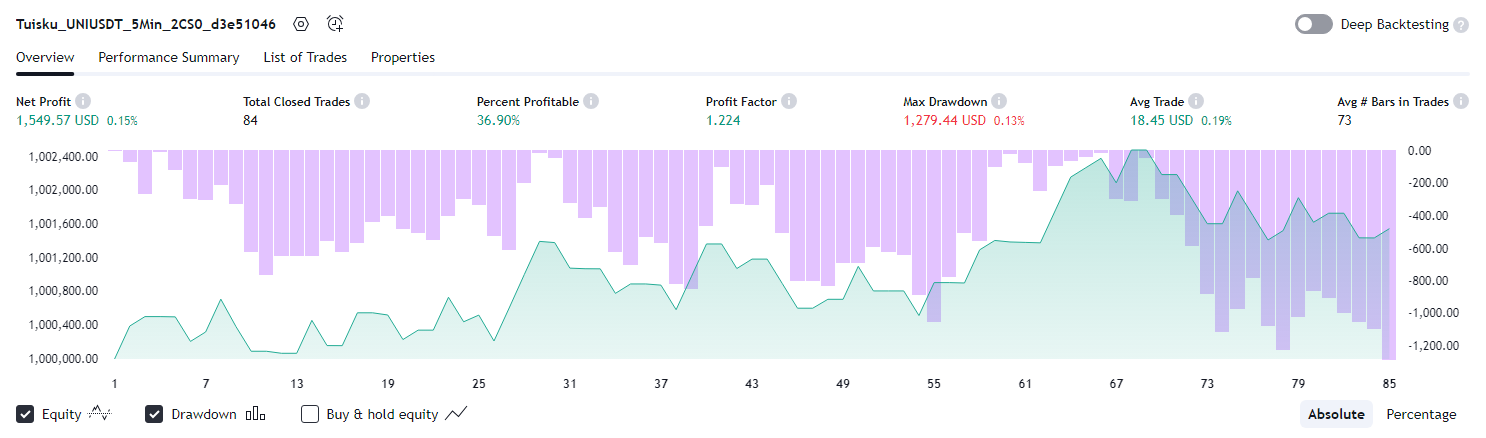 Tuisku_UNIUSDT_5Min_2CS0_d3e51046 Deep Backtesting ?
Overview Performance Summary List of Trades Properties
Net Profit i Total Closed Trades i Percent Profitable i Profit Factor i Max Drawdown i Avg Trade i Avg # Bars in Trades i
1,549.57 USD 0.15% 84 36.90% 1.224 1,279.44 USD 0.13% 18.45 USD 0.19% 73
1,002,400.00 0.00
1,002,000.00 -200.00
1,001,600.00 -400.00
1,001,200.00 -600.00
1,000,800.00 -800.00
1,000,400.00 -1,000.00
1,000,000.00 -1,200.00
1 7 13 19 25 31 37 43 49 55 61 67 73 79 85
Equity Drawdown Buy & hold equity Absolute Percentage